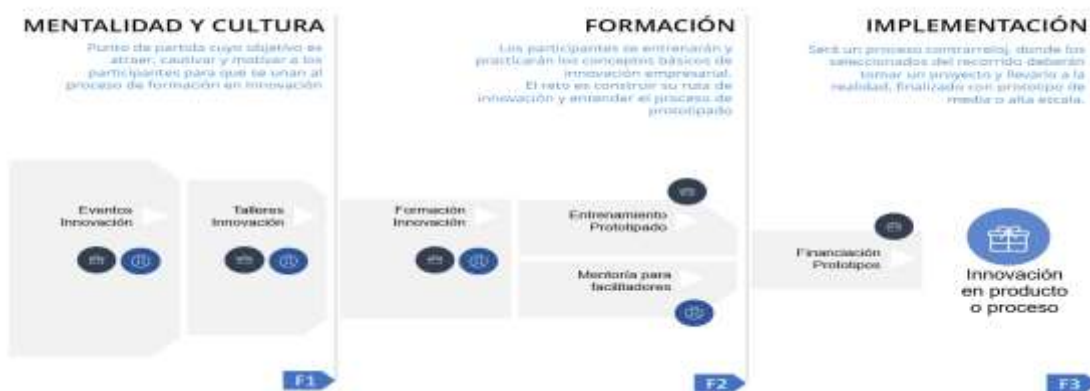 MENTALIDAD Y CULTURA
Punto de partida cuyo objetivo es
atraer, cautivar y motivar a los
participantes para que se unan al
proceso de formación en Innovación
FORMACIÓN
Los participantes se entrenarán y
practicarán los conceptos básicos de
innovación empresarial.
El reto es construir su ruta de
innovación y entender el proceso de
prototipado
IMPLEMENTACIÓN
Será un proceso contrarreloj, donde los
seleccionados del recorrido deberán
tomar un proyecto y llevarlo a la
realidad, finalizado con prototipo de
media o alta escala.
Eventos
Innovación
Talleres
Innovación
Formación
Innovación
Entrenamiento
Prototipado
Mentoría para
facilitadores
Financiación
Prototipos
Innovación
en producto
o proceso
F1
F2
F3